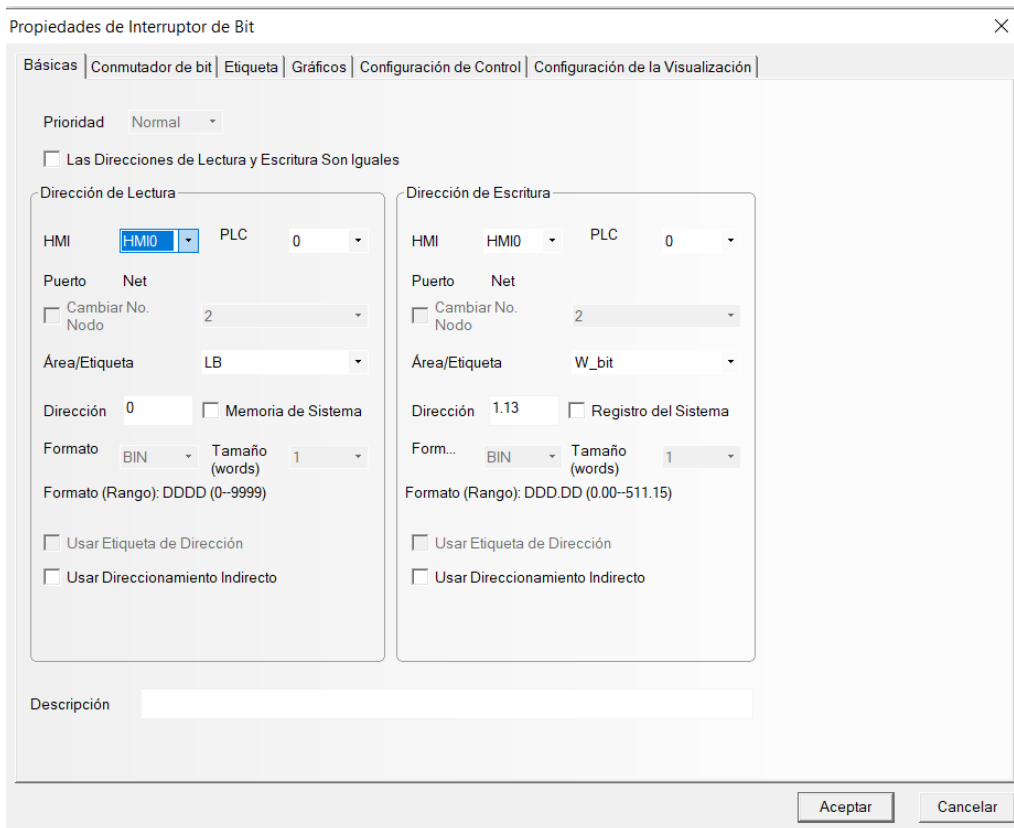 Propiedades de Interruptor de Bit
Básicas Conmutador de bit Etiqueta Gráficos Configuración de Control Configuración de la Visualización
Prioridad Normal
Las Direcciones de Lectura y Escritura Son Iguales
Dirección de Lectura
HMI HMI0 PLC 0
Puerto Net
Cambiar No. Nodo 2
Área/Etiqueta LB
Dirección 0 Memoria de Sistema
Formato BIN Tamaño (words) 1
Formato (Rango): DDDD (0--9999)
Usar Etiqueta de Dirección
Usar Direccionamiento Indirecto
Dirección de Escritura
HMI HMI0 PLC 0
Puerto Net
Cambiar No. Nodo 2
Área/Etiqueta W_bit
Dirección 1.13 Registro del Sistema
Form... BIN Tamaño (words) 1
Formato (Rango): DDD.DD (0.00--511.15)
Usar Etiqueta de Dirección
Usar Direccionamiento Indirecto
Descripción
Aceptar Cancelar